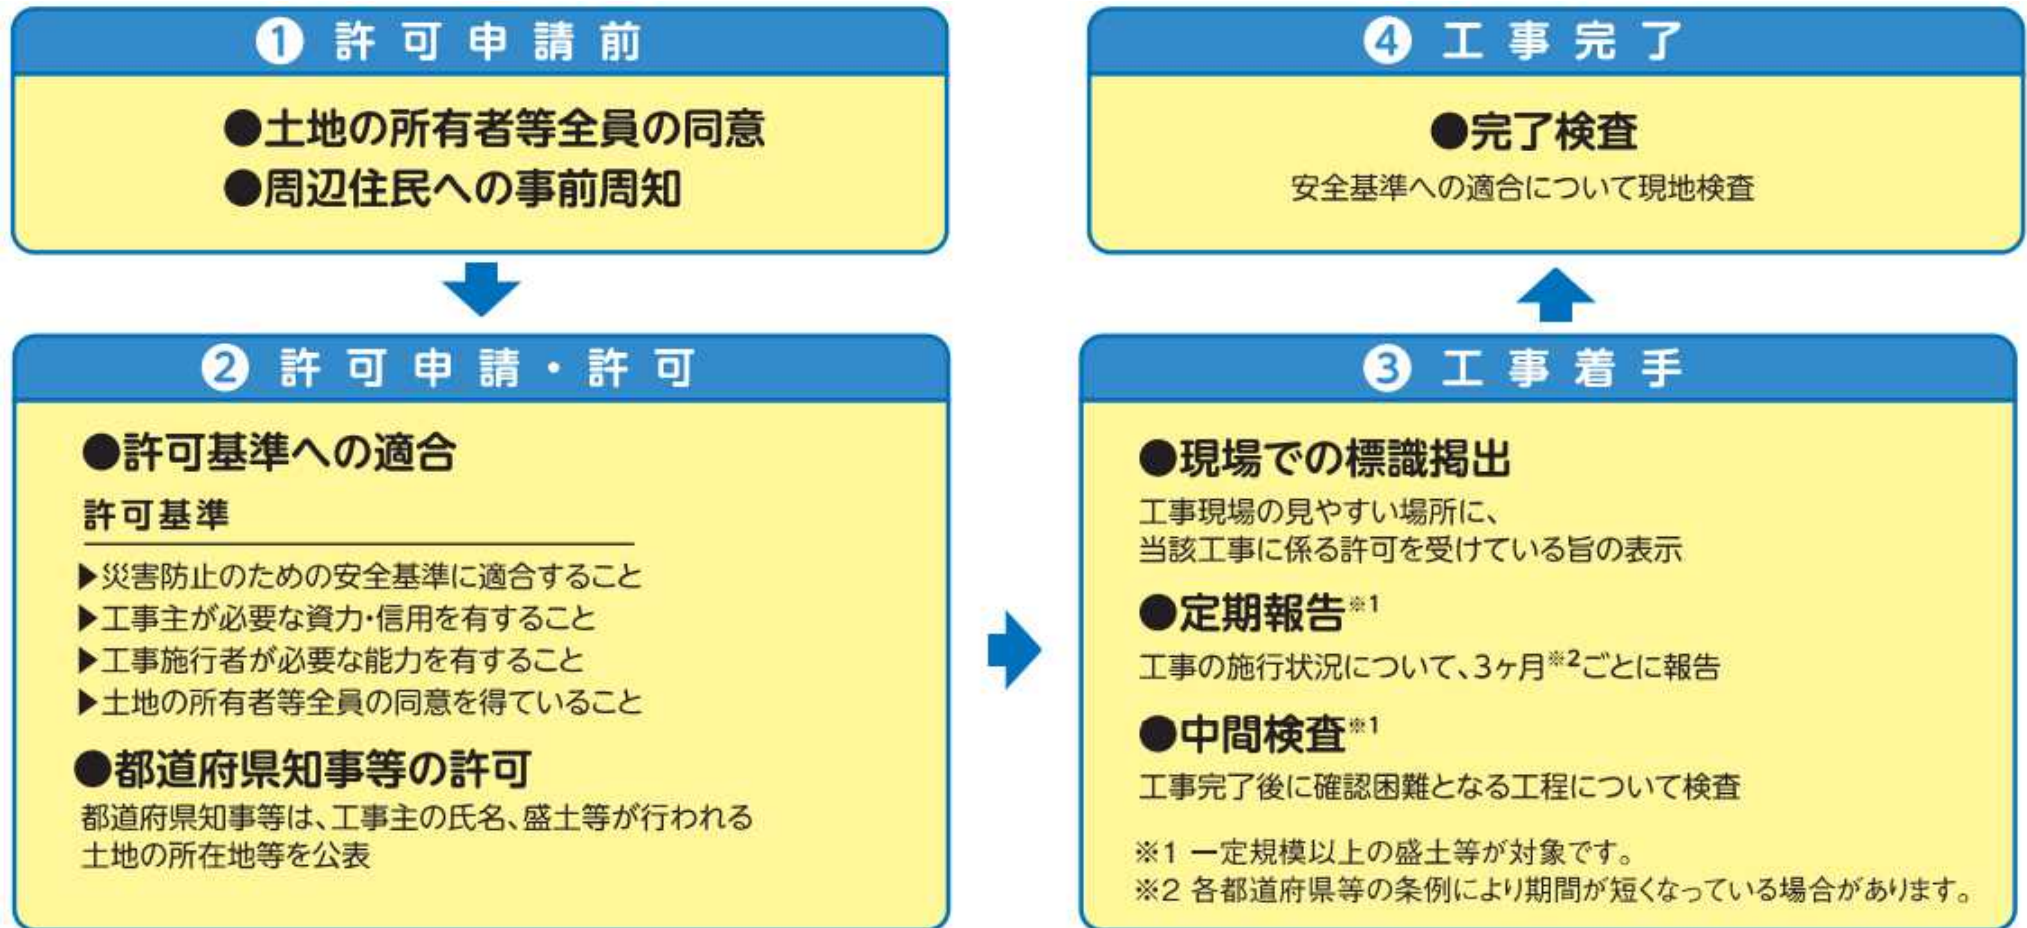 ❶ 許可申請前
●土地の所有者等全員の同意
●周辺住民への事前周知
❷ 許可申請・許可
●許可基準への適合
許可基準
▶災害防止のための安全基準に適合すること
▶工事主が必要な資力・信用を有すること
▶工事施行者が必要な能力を有すること
▶土地の所有者等全員の同意を得ていること
●都道府県知事等の許可
都道府県知事等は、工事主の氏名、盛土等が行われる
土地の所在地等を公表
❸ 工事着手
●現場での標識掲出
工事現場の見やすい場所に、
当該工事に係る許可を受けている旨の表示
●定期報告※1
工事の施行状況について、3ヶ月※2ごとに報告
●中間検査※1
工事完了後に確認困難となる工程について検査
※1 一定規模以上の盛土等が対象です。
※2 各都道府県等の条例により期間が短くなっている場合があります。
❹ 工事完了
●完了検査
安全基準への適合について現地検査